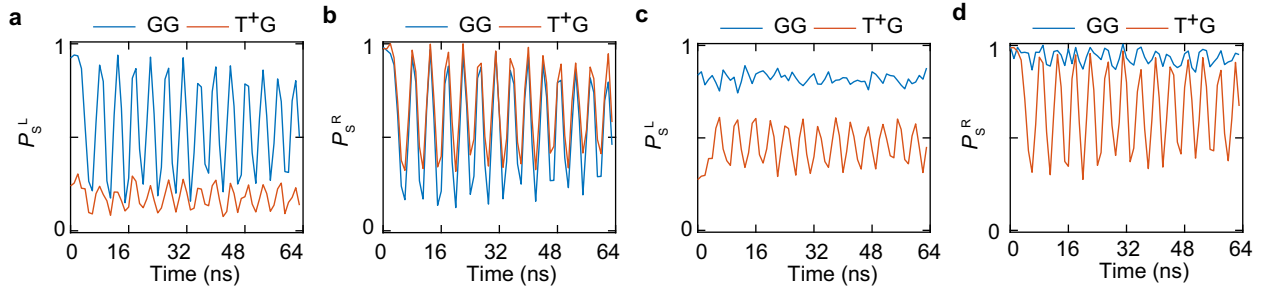 a
GG T⁺G
1
P_S^L
0
0 16 32 48 64
Time (ns)
b
GG T⁺G
1
P_S^R
0
0 16 32 48 64
Time (ns)
c
GG T⁺G
1
P_S^L
0
0 16 32 48 64
Time (ns)
d
GG T⁺G
1
P_S^R
0
0 16 32 48 64
Time (ns)